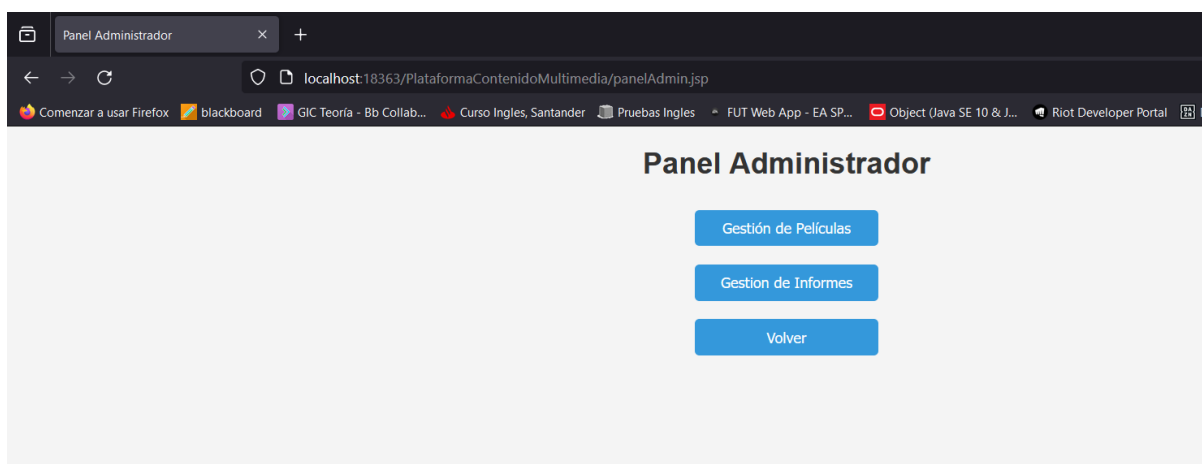 Panel Administrador
localhost:18363/PlataformaContenidoMultimedia/panelAdmin.jsp
Comenzar a usar Firefox blackboard GIC Teoría - Bb Collab... Curso Ingles, Santander Pruebas Ingles FUT Web App - EA SP... Object (Java SE 10 & J... Riot Developer Portal
Panel Administrador
Gestión de Películas
Gestion de Informes
Volver